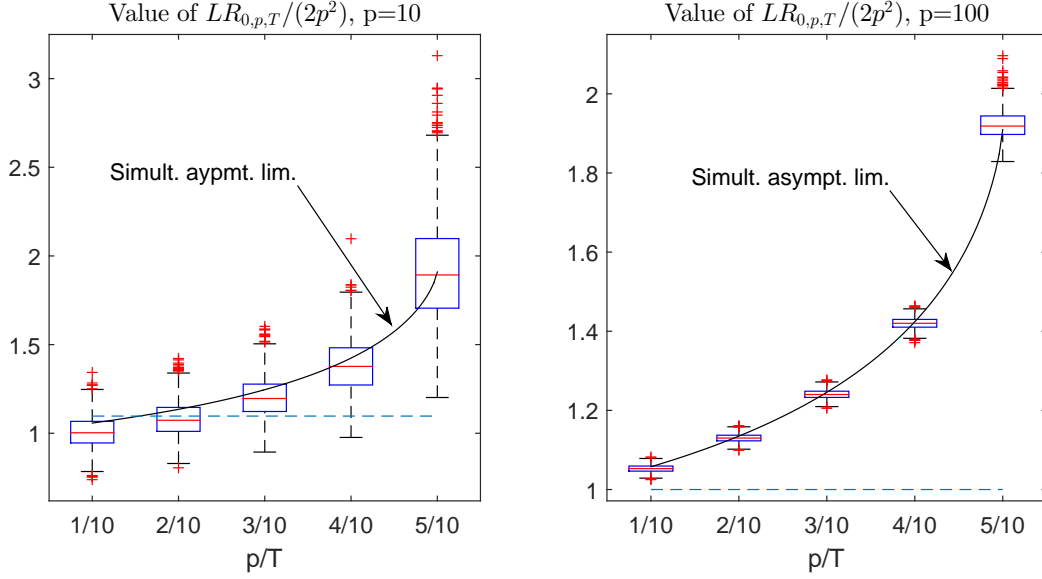 Value of $LR_{0,p,T}/(2p^2)$, p=10
3
2.5
2
1.5
1
Simult. aypmt. lim.
1/10 2/10 3/10 4/10 5/10
p/T
Value of $LR_{0,p,T}/(2p^2)$, p=100
2
1.8
1.6
1.4
1.2
1
Simult. asympt. lim.
1/10 2/10 3/10 4/10 5/10
p/T